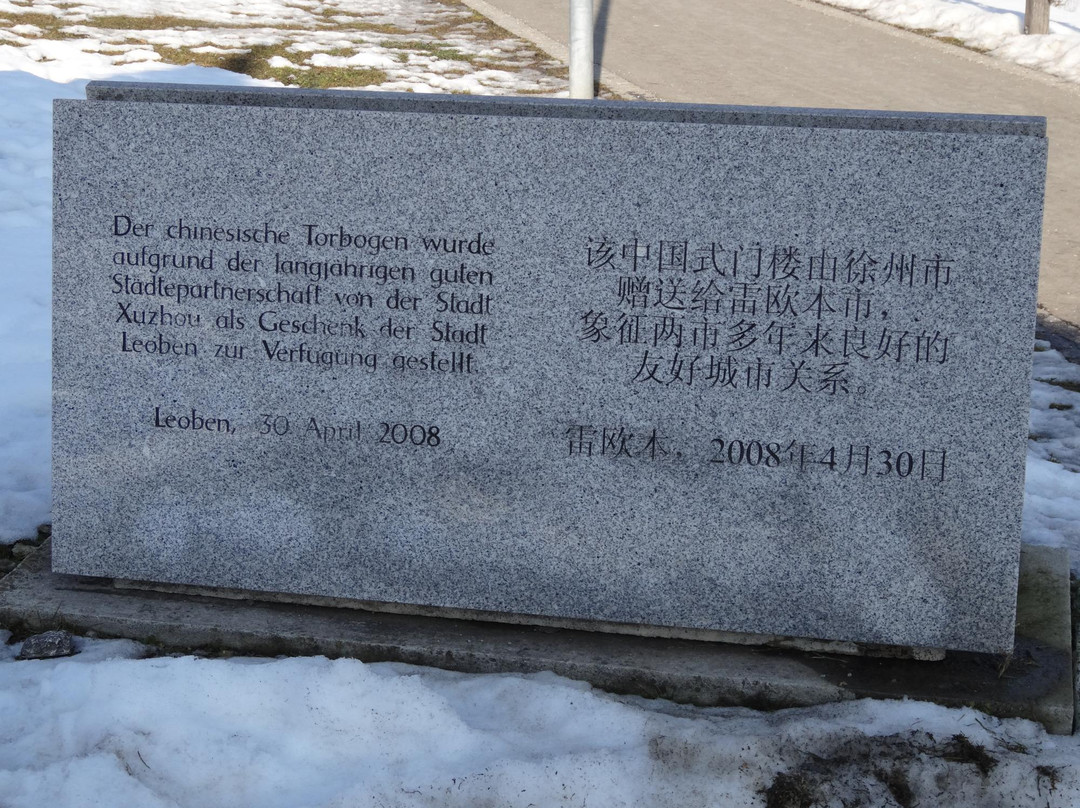 Der chinesische Torbogen wurde
aufgrund der langjährigen guten
Städtepartnerschaft von der Stadt
Xuzhou als Geschenk der Stadt
Leoben zur Verfügung gestellt.
Leoben, 30 April 2008
该中国式门楼由徐州市
赠送给雷欧本市，
象征两市多年来良好的
友好城市关系。
雷欧本，2008年4月30日